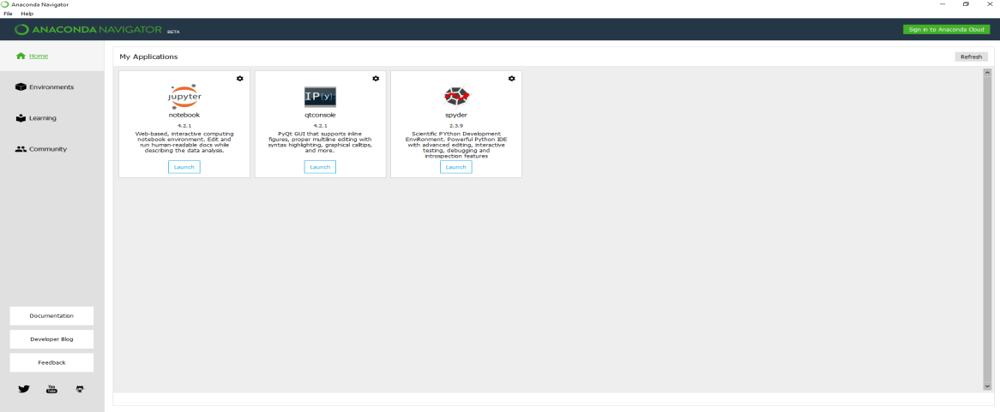 Anaconda Navigator
File Help
ANACONDA NAVIGATOR BETA
Sign in to Anaconda Cloud
Home
Environments
Learning
Community
Documentation
Developer Blog
Feedback
You
Tube
My Applications
Refresh
jupyter
notebook
4.2.1
Web-based, interactive computing
notebook environment. Edit and
run human-readable docs while
describing the data analysis.
Launch
IP[y]:
qtconsole
4.2.1
PyQt GUI that supports inline
figures, proper multiline editing with
syntax highlighting, graphical calltips,
and more.
Launch
spyder
2.3.9
Scientific PYthon Development
EnviRonment. Powerful Python IDE
with advanced editing, interactive
testing, debugging and
introspection features
Launch